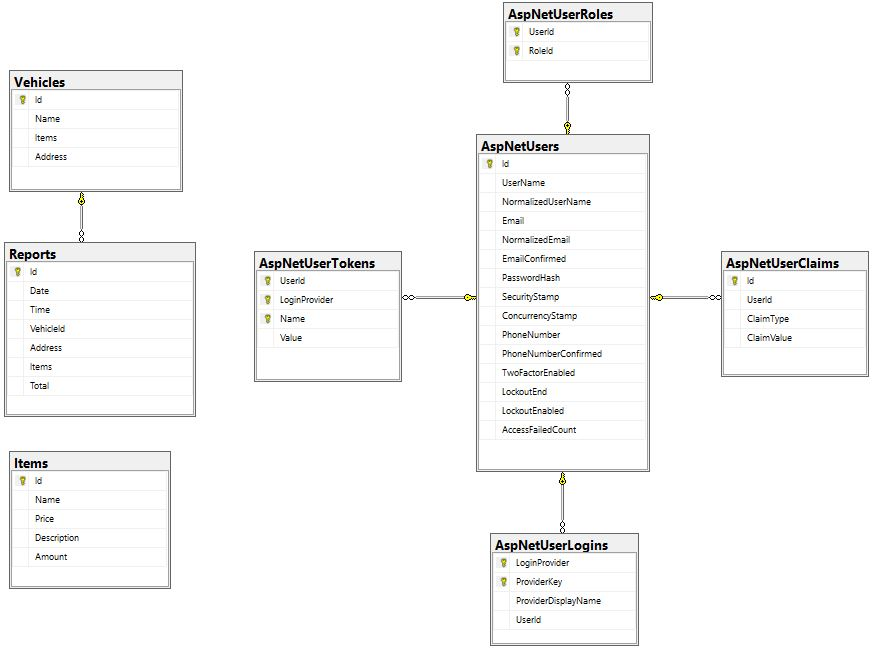 AspNetUserRoles
UserId
RoleId
Vehicles
Id
Name
Items
Address
AspNetUsers
Id
UserName
NormalizedUserName
Email
NormalizedEmail
EmailConfirmed
PasswordHash
SecurityStamp
ConcurrencyStamp
PhoneNumber
PhoneNumberConfirmed
TwoFactorEnabled
LockoutEnd
LockoutEnabled
AccessFailedCount
Reports
Id
Date
Time
VehicleId
Address
Items
Total
AspNetUserTokens
UserId
LoginProvider
Name
Value
AspNetUserClaims
Id
UserId
ClaimType
ClaimValue
Items
Id
Name
Price
Description
Amount
AspNetUserLogins
LoginProvider
ProviderKey
ProviderDisplayName
UserId